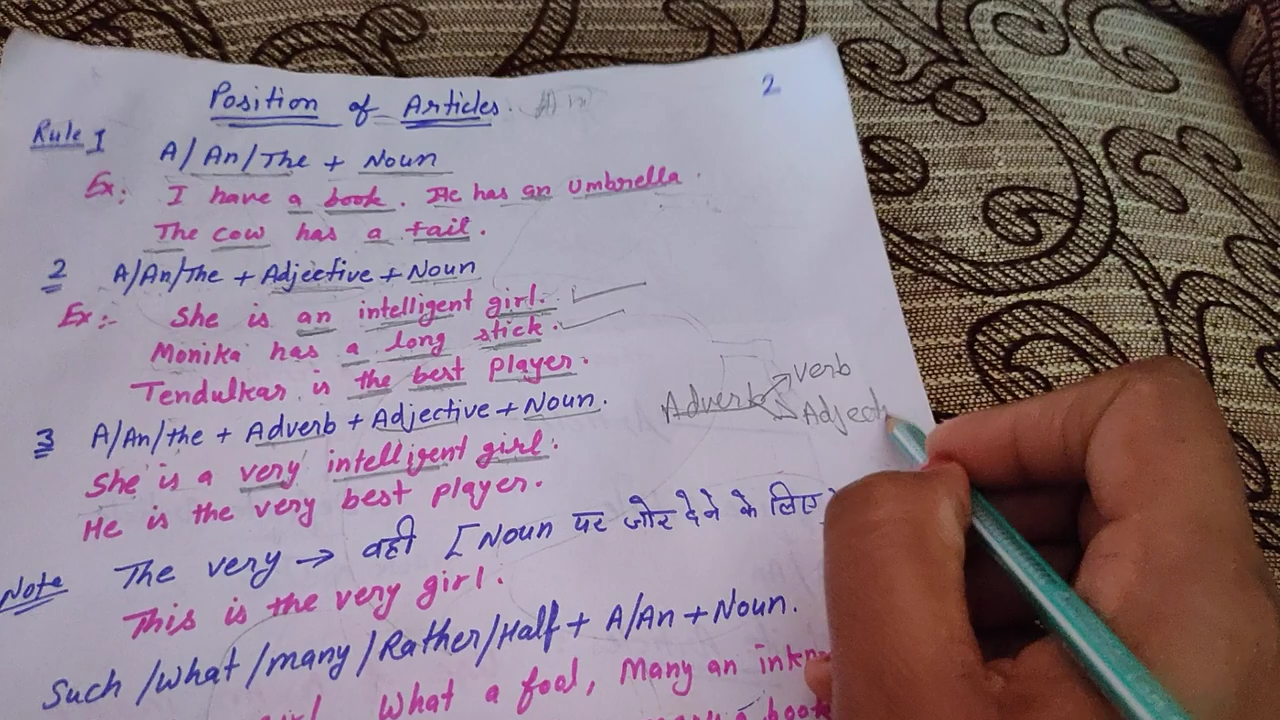 2
Position of Articles. An
Rule 1
A/An/The + Noun
Ex: I have a book. He has an umbrella.
The cow has a tail.
2 A/An/The + Adjective + Noun
Ex:- She is an intelligent girl.
Monika has a long stick.
Tendulkar is the best player.
3 A/An/the + Adverb + Adjective + Noun.
Adverb Verb
Adject
She is a very intelligent girl.
He is the very best player.
Note The very → वही [Noun पर जोर देने के लिए
This is the very girl.
Such/what/many/Rather/Half + A/An + Noun.
What a fool, Many an
a book